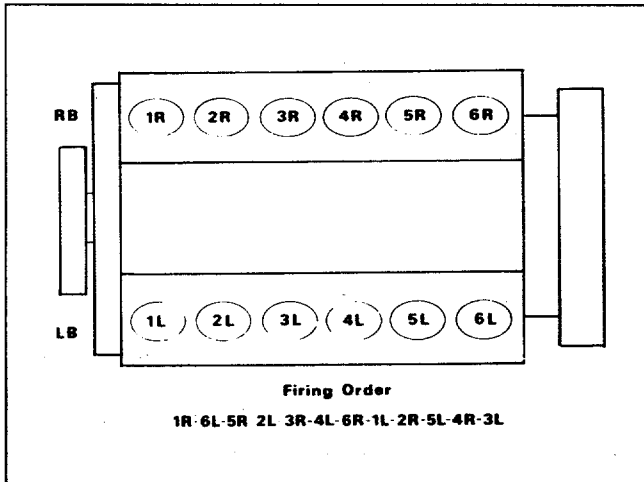 RB
1R 2R 3R 4R 5R 6R
LB
1L 2L 3L 4L 5L 6L
Firing Order
1R-6L-5R 2L 3R-4L-6R-1L-2R-5L-4R-3L